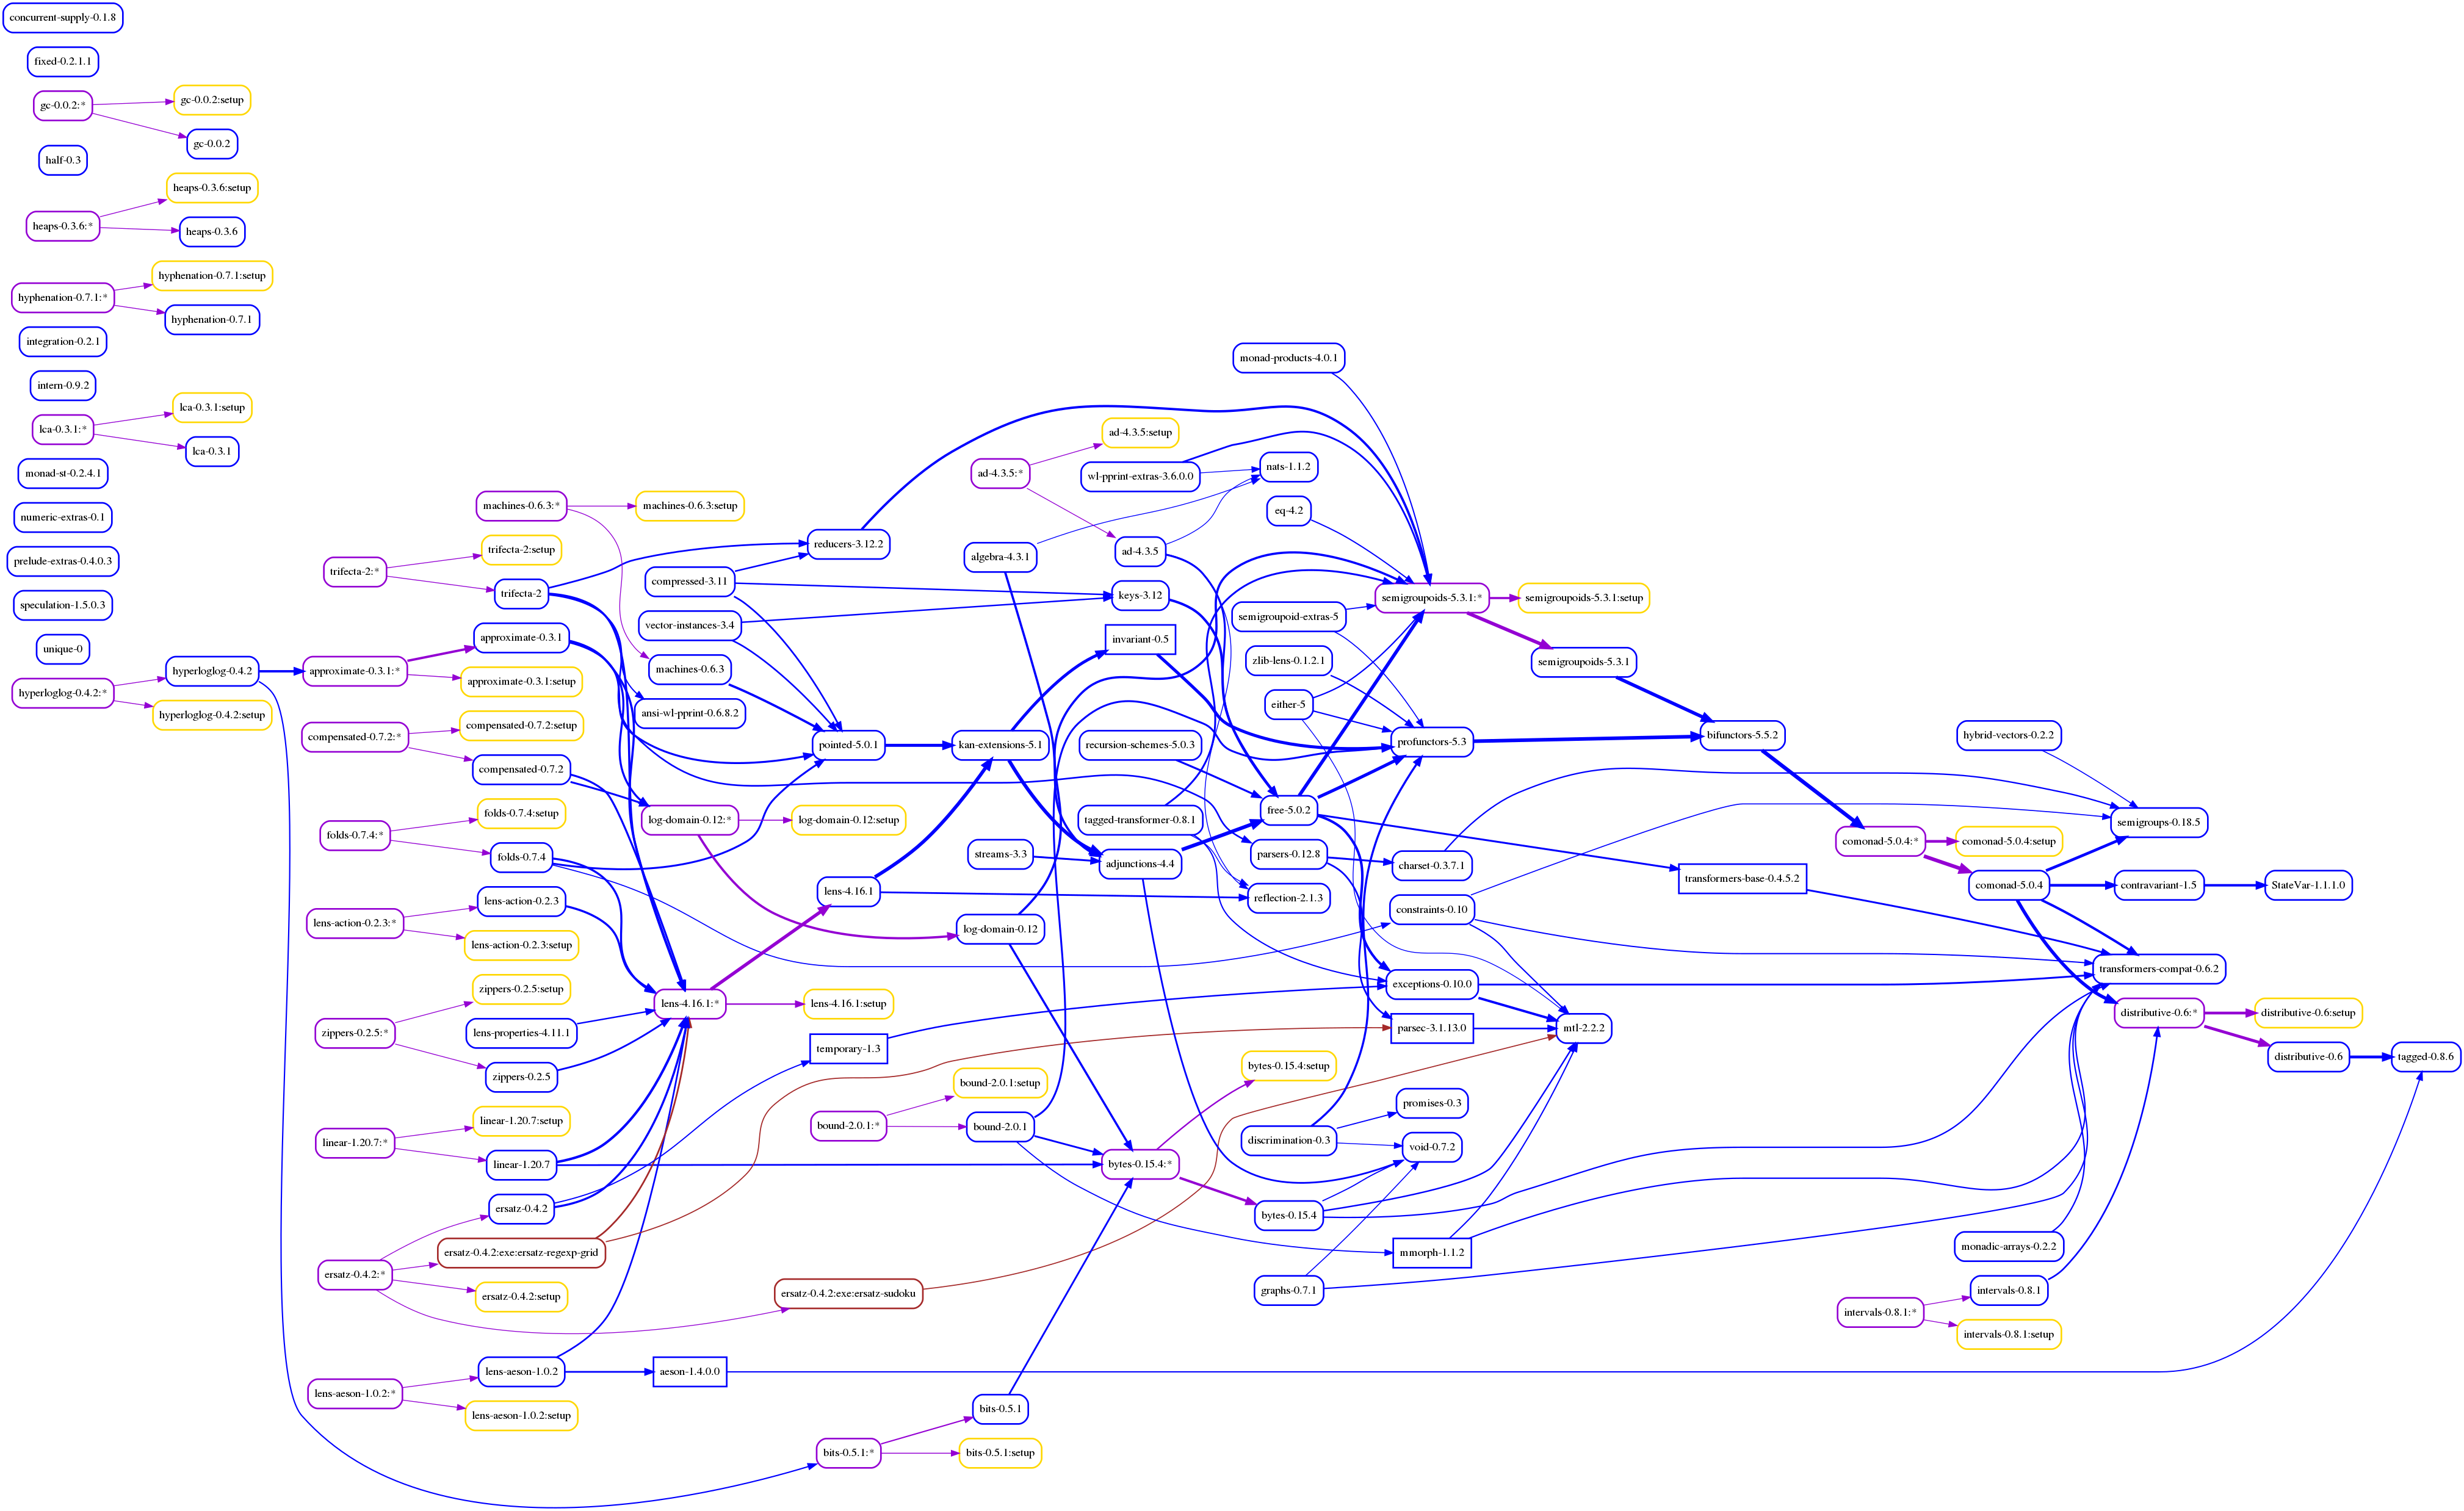 concurrent-supply-0.1.8
fixed-0.2.1.1
gc-0.0.2:*
gc-0.0.2:setup
gc-0.0.2
half-0.3
heaps-0.3.6:*
heaps-0.3.6:setup
heaps-0.3.6
hyphenation-0.7.1:*
hyphenation-0.7.1:setup
hyphenation-0.7.1
integration-0.2.1
intern-0.9.2
lca-0.3.1:*
lca-0.3.1:setup
lca-0.3.1
monad-st-0.2.4.1
numeric-extras-0.1
prelude-extras-0.4.0.3
speculation-1.5.0.3
unique-0
hyperloglog-0.4.2:*
hyperloglog-0.4.2
hyperloglog-0.4.2:setup
trifecta-2:*
approximate-0.3.1:*
compensated-0.7.2:*
folds-0.7.4:*
lens-action-0.2.3:*
zippers-0.2.5:*
linear-1.20.7:*
ersatz-0.4.2:*
lens-aeson-1.0.2:*
machines-0.6.3:*
trifecta-2:setup
trifecta-2
approximate-0.3.1
approximate-0.3.1:setup
compensated-0.7.2:setup
compensated-0.7.2
folds-0.7.4:setup
folds-0.7.4
lens-action-0.2.3
lens-action-0.2.3:setup
zippers-0.2.5:setup
lens-properties-4.11.1
zippers-0.2.5
linear-1.20.7:setup
linear-1.20.7
ersatz-0.4.2
ersatz-0.4.2:exe:ersatz-regexp-grid
ersatz-0.4.2:setup
lens-aeson-1.0.2
lens-aeson-1.0.2:setup
machines-0.6.3:setup
compressed-3.11
vector-instances-3.4
machines-0.6.3
ansi-wl-pprint-0.6.8.2
log-domain-0.12:*
lens-4.16.1:*
aeson-1.4.0.0
reducers-3.12.2
pointed-5.0.1
log-domain-0.12:setup
lens-4.16.1
lens-4.16.1:setup
temporary-1.3
bound-2.0.1:*
ersatz-0.4.2:exe:ersatz-sudoku
bits-0.5.1:*
ad-4.3.5:*
algebra-4.3.1
kan-extensions-5.1
streams-3.3
log-domain-0.12
bound-2.0.1:setup
bound-2.0.1
bits-0.5.1
bits-0.5.1:setup
ad-4.3.5:setup
wl-pprint-extras-3.6.0.0
ad-4.3.5
keys-3.12
invariant-0.5
recursion-schemes-5.0.3
tagged-transformer-0.8.1
adjunctions-4.4
bytes-0.15.4:*
monad-products-4.0.1
nats-1.1.2
eq-4.2
semigroupoid-extras-5
zlib-lens-0.1.2.1
either-5
free-5.0.2
parsers-0.12.8
reflection-2.1.3
bytes-0.15.4:setup
discrimination-0.3
bytes-0.15.4
graphs-0.7.1
semigroupoids-5.3.1:*
profunctors-5.3
charset-0.3.7.1
constraints-0.10
exceptions-0.10.0
parsec-3.1.13.0
promises-0.3
void-0.7.2
mmorph-1.1.2
semigroupoids-5.3.1:setup
semigroupoids-5.3.1
mtl-2.2.2
bifunctors-5.5.2
transformers-base-0.4.5.2
comonad-5.0.4:*
intervals-0.8.1:*
hybrid-vectors-0.2.2
comonad-5.0.4:setup
comonad-5.0.4
monadic-arrays-0.2.2
intervals-0.8.1
intervals-0.8.1:setup
semigroups-0.18.5
contravariant-1.5
transformers-compat-0.6.2
distributive-0.6:*
StateVar-1.1.1.0
distributive-0.6:setup
distributive-0.6
tagged-0.8.6